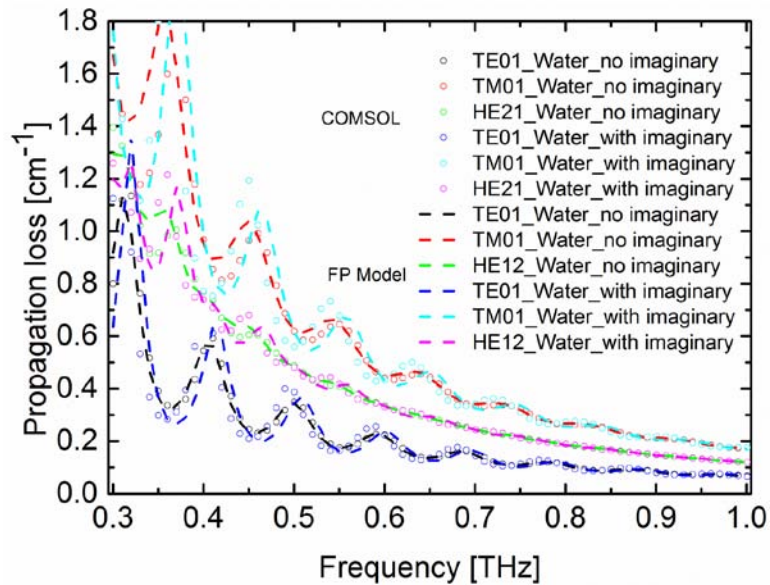 1.8
1.6
1.4
1.2
1.0
0.8
0.6
0.4
0.2
0.0
Propagation loss [cm⁻¹]
0.3 0.4 0.5 0.6 0.7 0.8 0.9 1.0
Frequency [THz]
COMSOL
TE01_Water_no imaginary
TM01_Water_no imaginary
HE21_Water_no imaginary
TE01_Water_with imaginary
TM01_Water_with imaginary
HE21_Water_with imaginary
FP Model
TE01_Water_no imaginary
TM01_Water_no imaginary
HE12_Water_no imaginary
TE01_Water_with imaginary
TM01_Water_with imaginary
HE12_Water_with imaginary